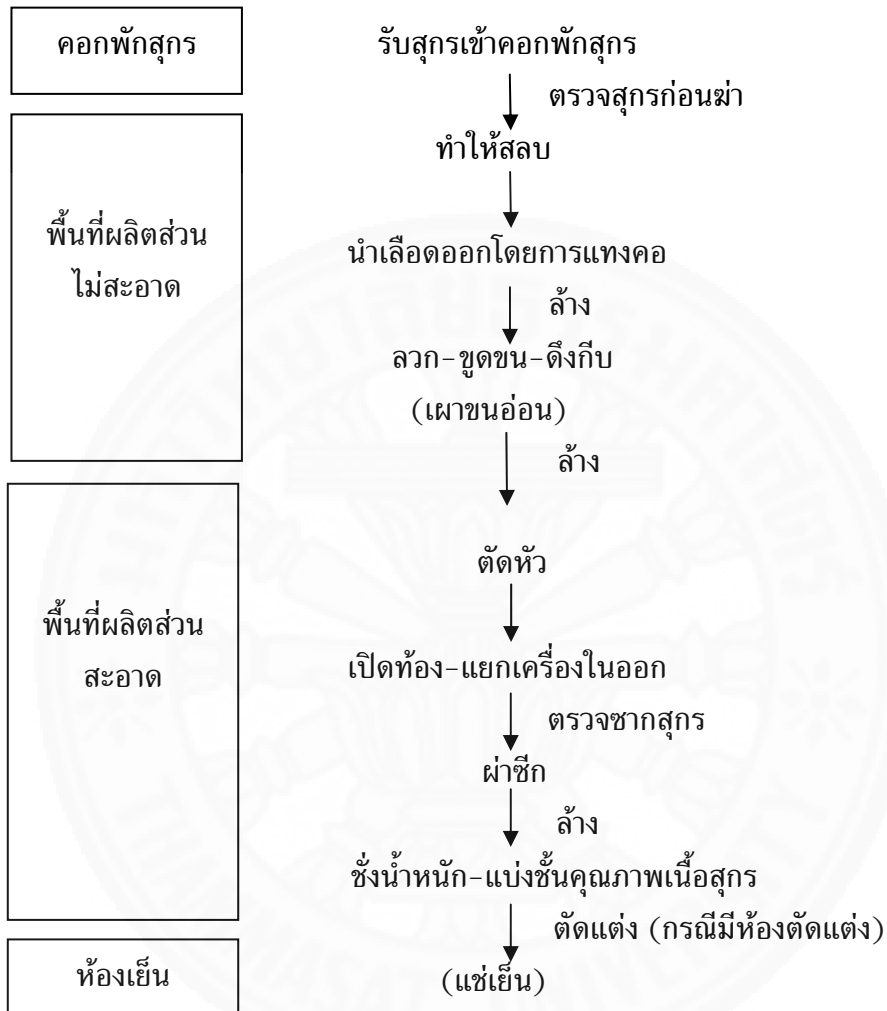 คอกพักสุกร
รับสุกรเข้าคอกพักสุกร
ตรวจสุกรก่อนฆ่า
ทำให้สลบ
พื้นที่ผลิตส่วน
ไม่สะอาด
นำเลือดออกโดยการแทงคอ
ล้าง
ลวก-ขูดขน-ดึงกีบ
(เผาขนอ่อน)
ล้าง
ตัดหัว
พื้นที่ผลิตส่วน
สะอาด
เปิดท้อง-แยกเครื่องในออก
ตรวจซากสุกร
ผ่าซีก
ล้าง
ชั่งน้ำหนัก-แบ่งชั้นคุณภาพเนื้อสุกร
ตัดแต่ง (กรณีมีห้องตัดแต่ง)
ห้องเย็น
(แช่เย็น)